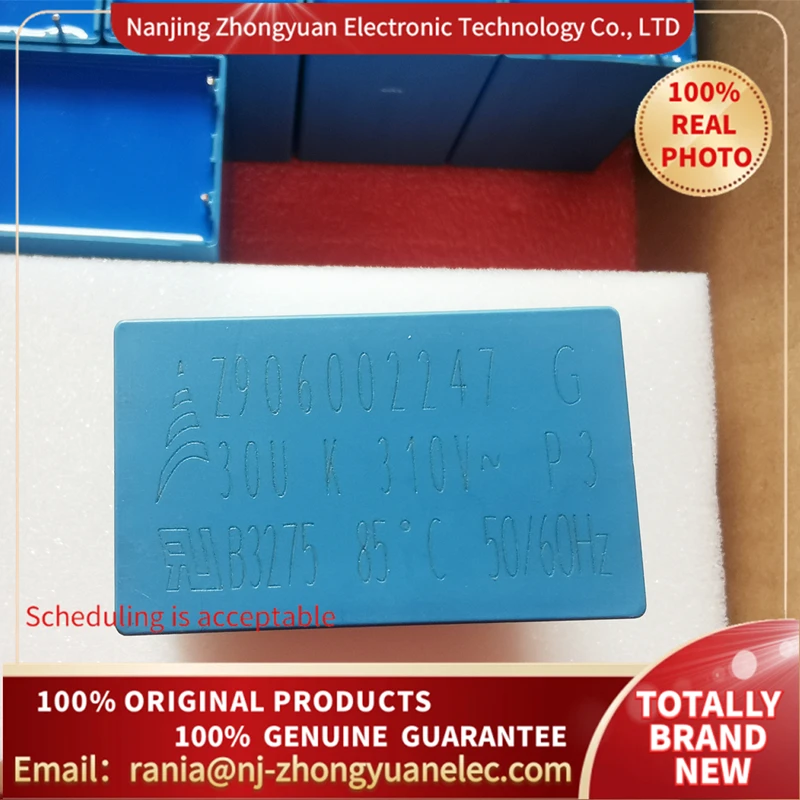 Nanjing Zhongyuan Electronic Technology Co., LTD
100%
REAL
PHOTO
Z906002247 G
30U K 310V~ P3
B3275 85°C 50/60Hz
Scheduling is acceptable
100% ORIGINAL PRODUCTS
100% GENUINE GUARANTEE
Email：rania@nj-zhongyuanelec.com
TOTALLY
BRAND
NEW